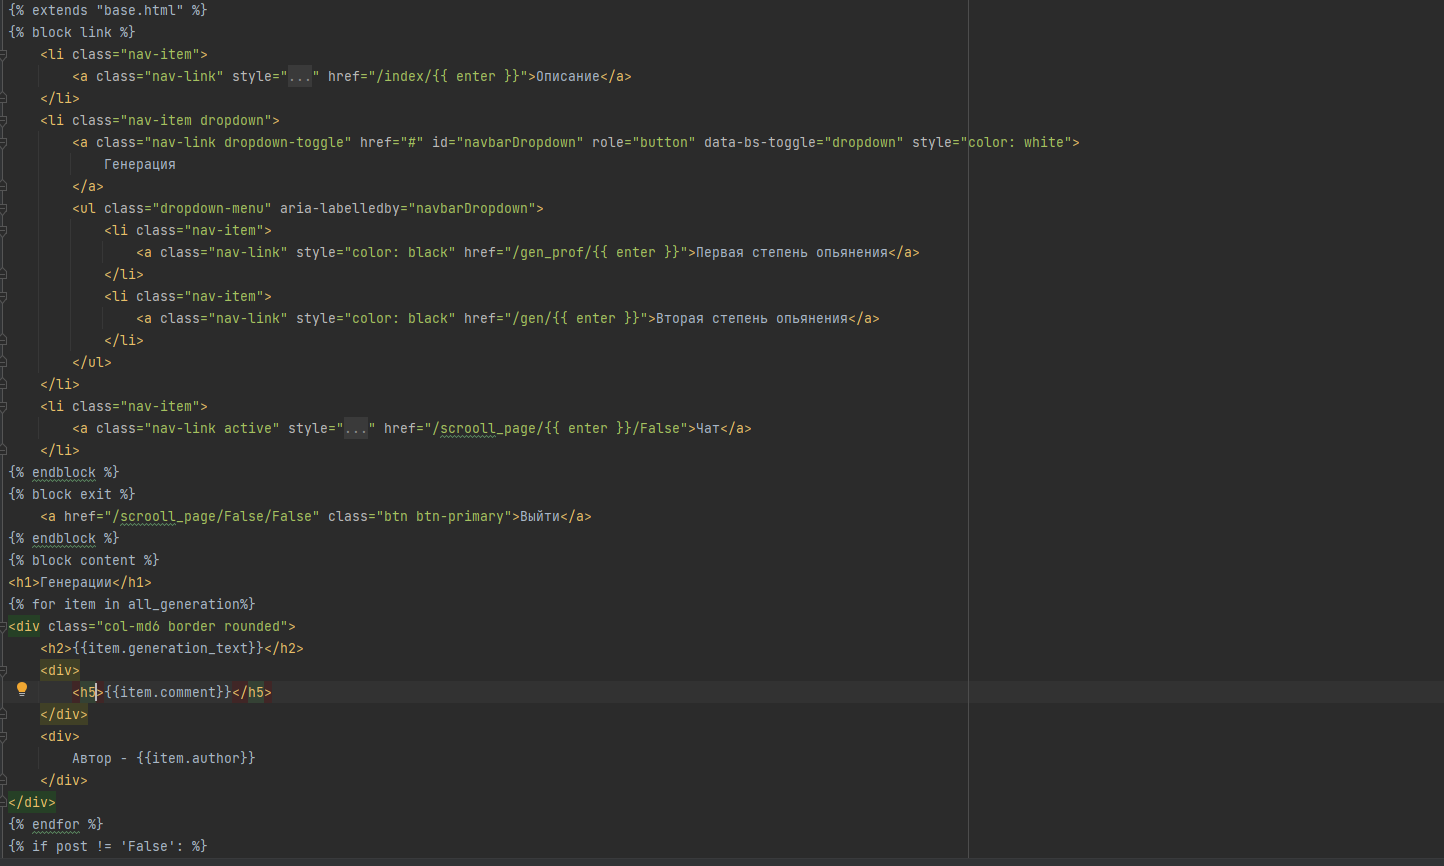 {% extends "base.html" %}
{% block link %}
    <li class="nav-item">
        <a class="nav-link" style="..." href="/index/{{ enter }}">Описание</a>
    </li>
    <li class="nav-item dropdown">
        <a class="nav-link dropdown-toggle" href="#" id="navbarDropdown" role="button" data-bs-toggle="dropdown" style="color: white">
            Генерация
        </a>
        <ul class="dropdown-menu" aria-labelledby="navbarDropdown">
            <li class="nav-item">
                <a class="nav-link" style="color: black" href="/gen_prof/{{ enter }}">Первая степень опьянения</a>
            </li>
            <li class="nav-item">
                <a class="nav-link" style="color: black" href="/gen/{{ enter }}">Вторая степень опьянения</a>
            </li>
        </ul>
    </li>
    <li class="nav-item">
        <a class="nav-link active" style="..." href="/scrooll_page/{{ enter }}/False">Чат</a>
    </li>
{% endblock %}
{% block exit %}
    <a href="/scrooll_page/False/False" class="btn btn-primary">Выйти</a>
{% endblock %}
{% block content %}
<h1>Генерации</h1>
{% for item in all_generation%}
<div class="col-md6 border rounded">
    <h2>{{item.generation_text}}</h2>
    <div>
        <h5>{{item.comment}}</h5>
    </div>
    <div>
        Автор - {{item.author}}
    </div>
</div>
{% endfor %}
{% if post != 'False': %}